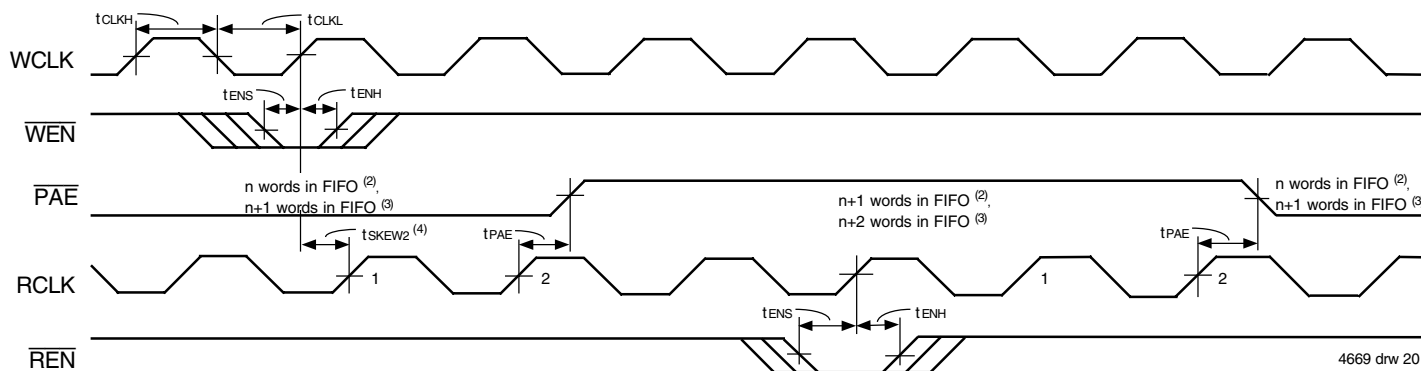 tCLKH
tCLKL
WCLK
tENS
tENH
WEN
n words in FIFO (2),
n+1 words in FIFO (3)
PAE
n+1 words in FIFO (2),
n+2 words in FIFO (3)
n words in FIFO (2),
n+1 words in FIFO (3
tSKEW2 (4)
tPAE
tPAE
RCLK
1
2
1
2
tENS
tENH
REN
4669 drw 20